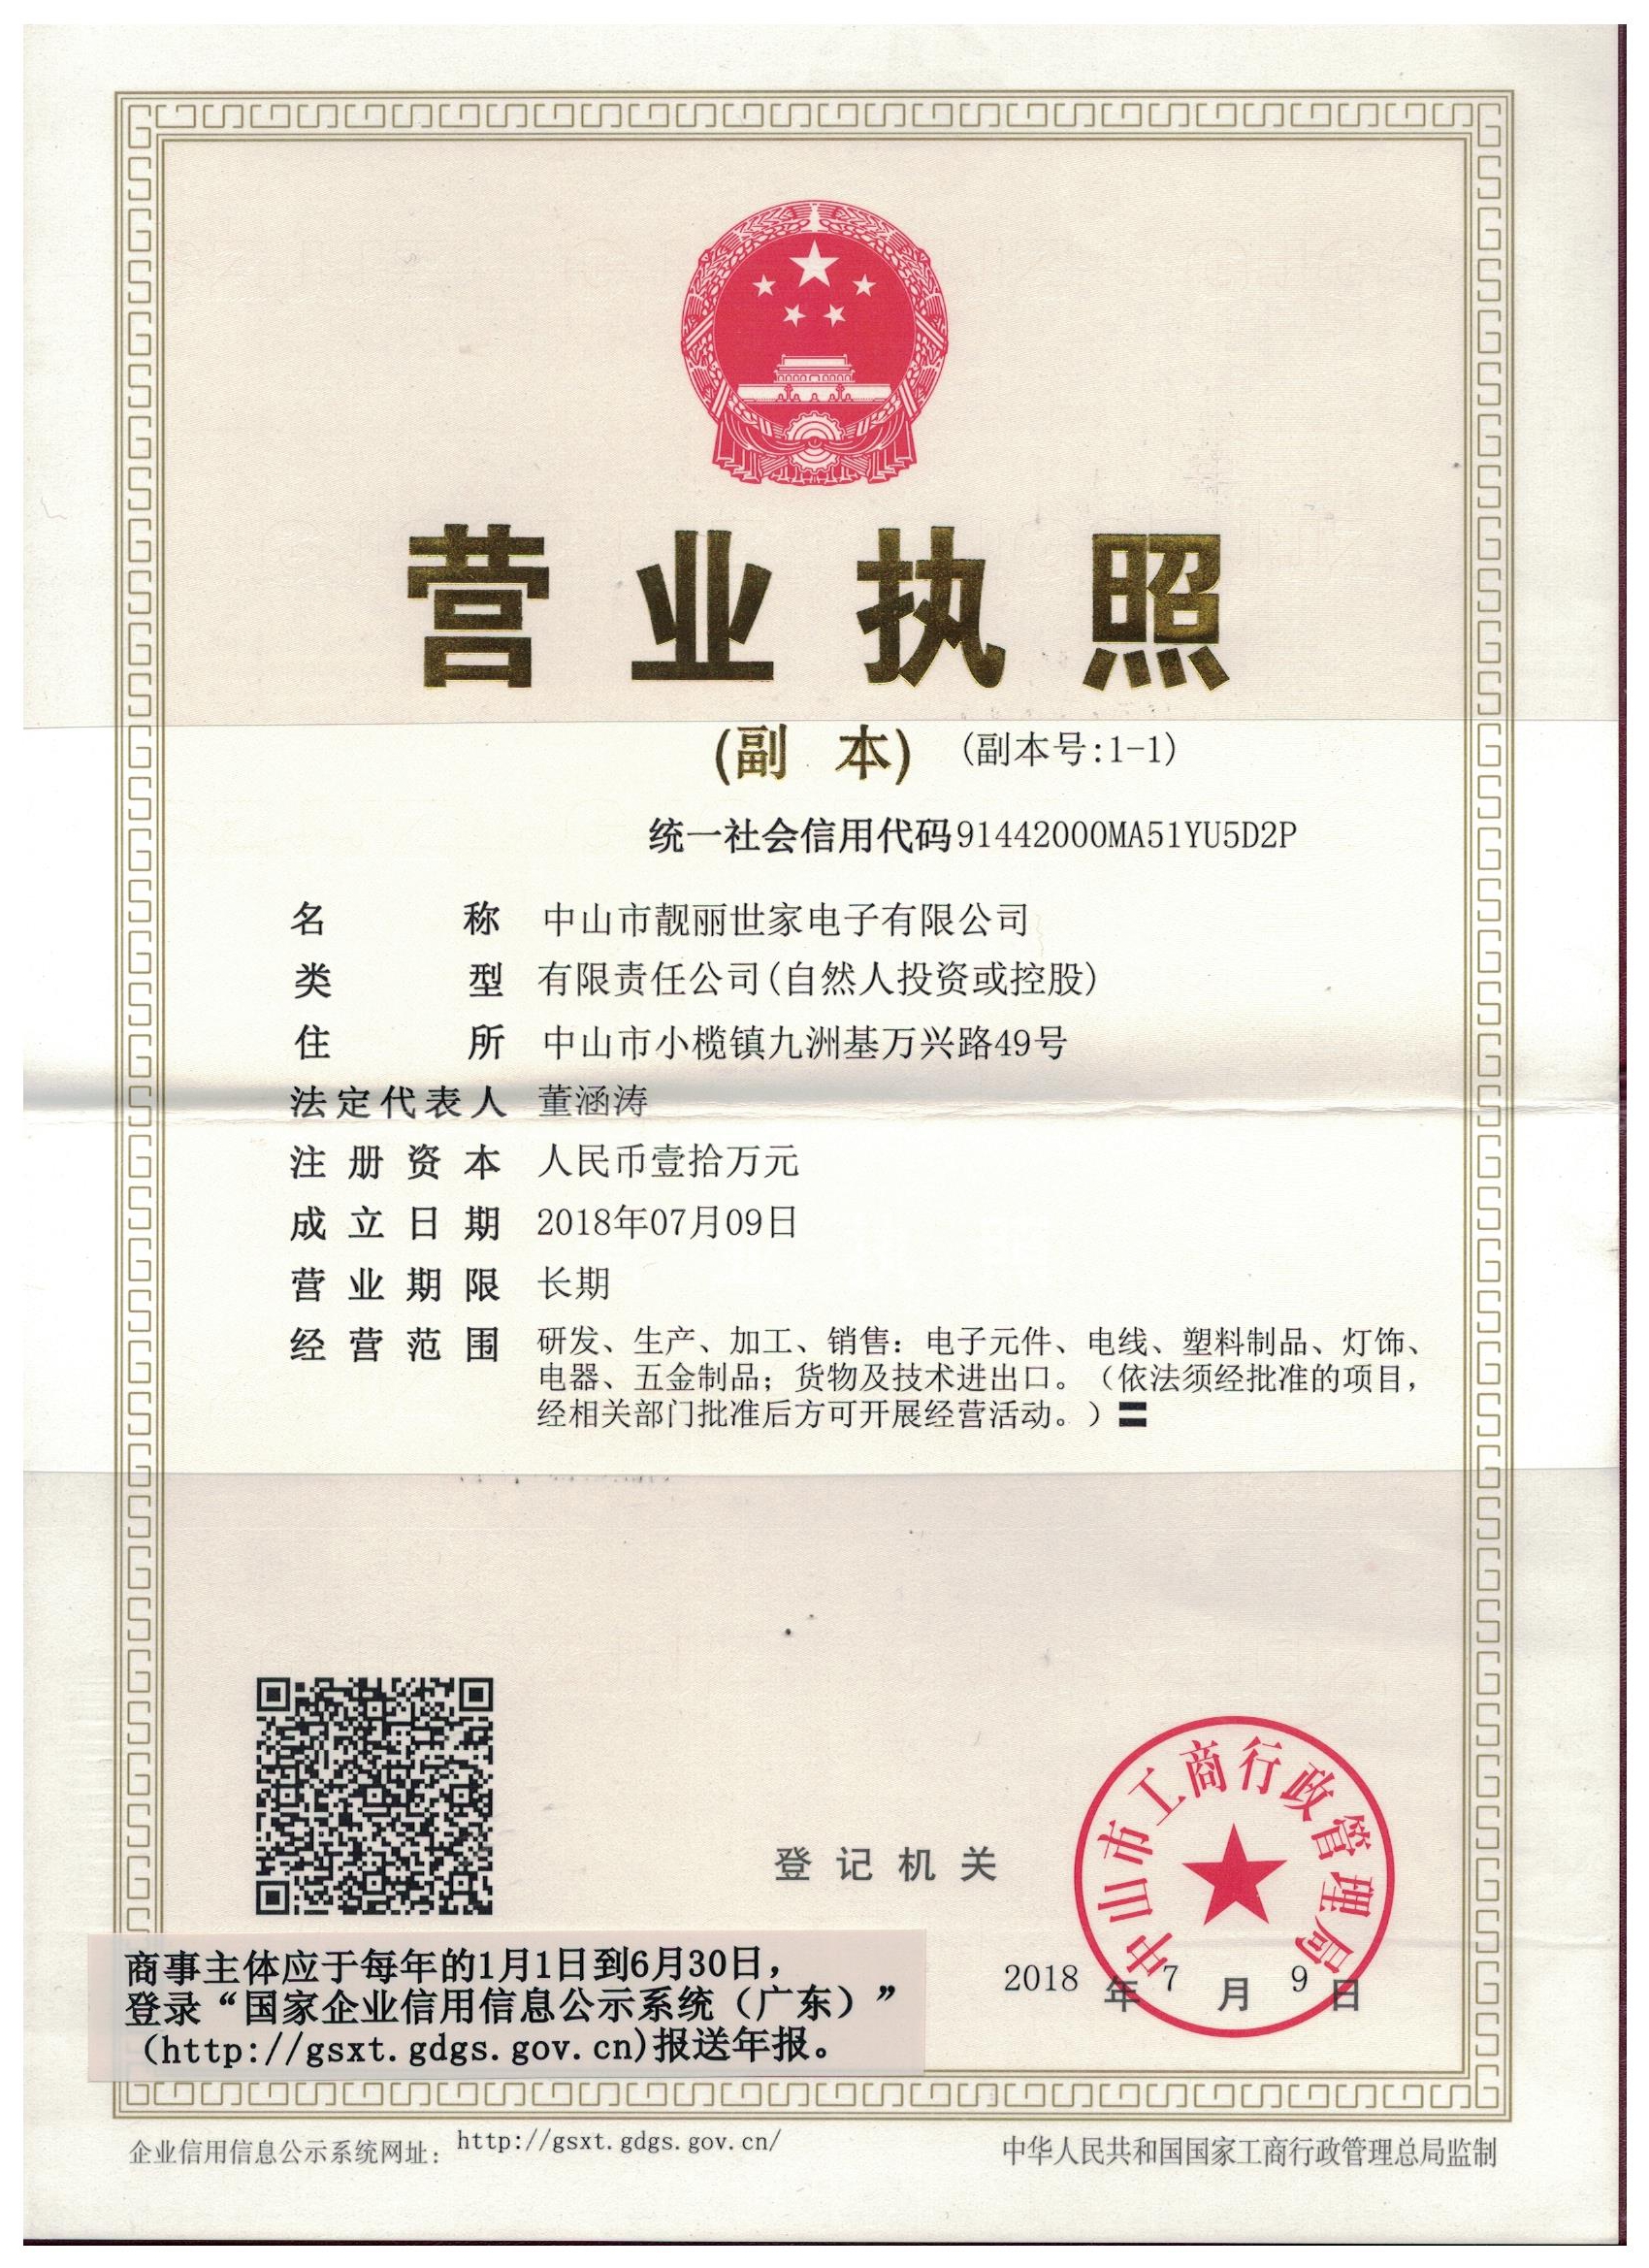 营业执照
(副 本) (副本号:1-1)
统一社会信用代码91442000MA51YU5D2P
名称 中山市靓丽世家电子有限公司
类型 有限责任公司(自然人投资或控股)
住所 中山市小榄镇九洲基万兴路49号
法定代表人 董涵涛
注册资本 人民币壹拾万元
成立日期 2018年07月09日
营业期限 长期
经营范围 研发、生产、加工、销售：电子元件、电线、塑料制品、灯饰、
电器、五金制品；货物及技术进出口。（依法须经批准的项目，
经相关部门批准后方可开展经营活动。）〓
登记机关
中山市工商行政管理局
2018 年 7 月 9 日
商事主体应于每年的1月1日到6月30日，
登录“国家企业信用信息公示系统（广东）”
(http://gsxt.gdgs.gov.cn)报送年报。
企业信用信息公示系统网址： http://gsxt.gdgs.gov.cn/
中华人民共和国国家工商行政管理总局监制